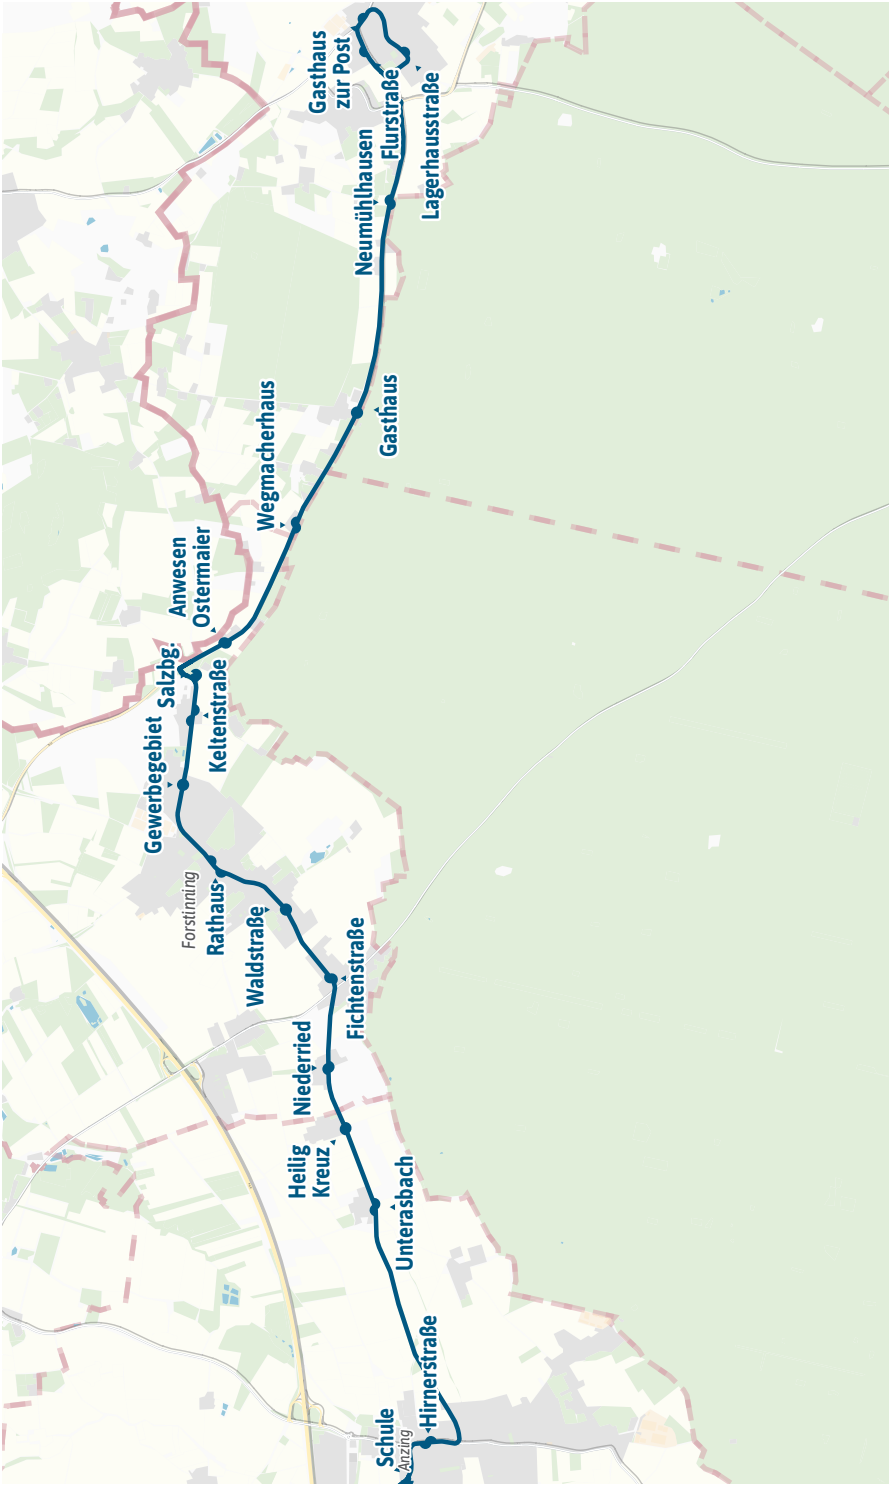 Gasthaus
zur Post
Flurstraße
Lagerhausstraße
Neumühlhausen
Gasthaus
Wegmacherhaus
Anwesen
Ostermaier
Salzbg.
Keltenstraße
Gewerbegebiet
Forstinning
Rathaus
Waldstraße
Fichtenstraße
Niederried
Heilig
Kreuz
Unterasbach
Hirnerstraße
Schule
Anzing